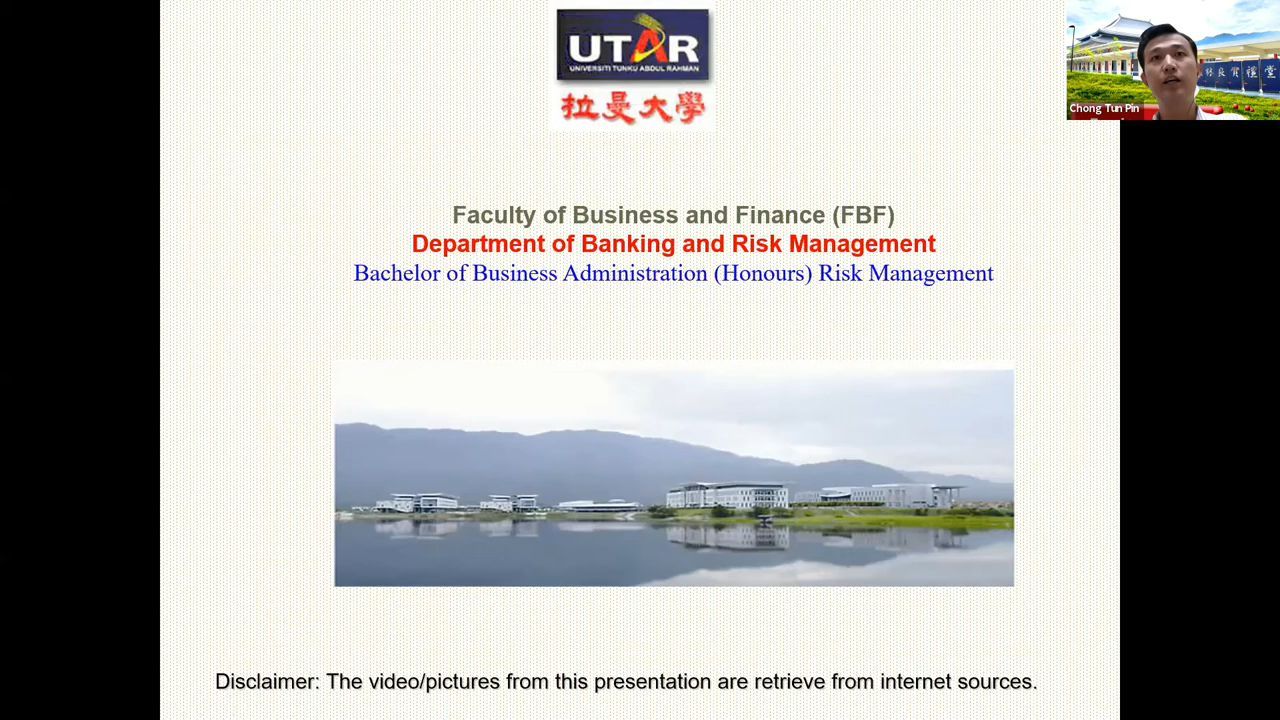 UTAR
UNIVERSITI TUNKU ABDUL RAHMAN
拉曼大學
Chong Tun Pin
Faculty of Business and Finance (FBF)
Department of Banking and Risk Management
Bachelor of Business Administration (Honours) Risk Management
Disclaimer: The video/pictures from this presentation are retrieve from internet sources.